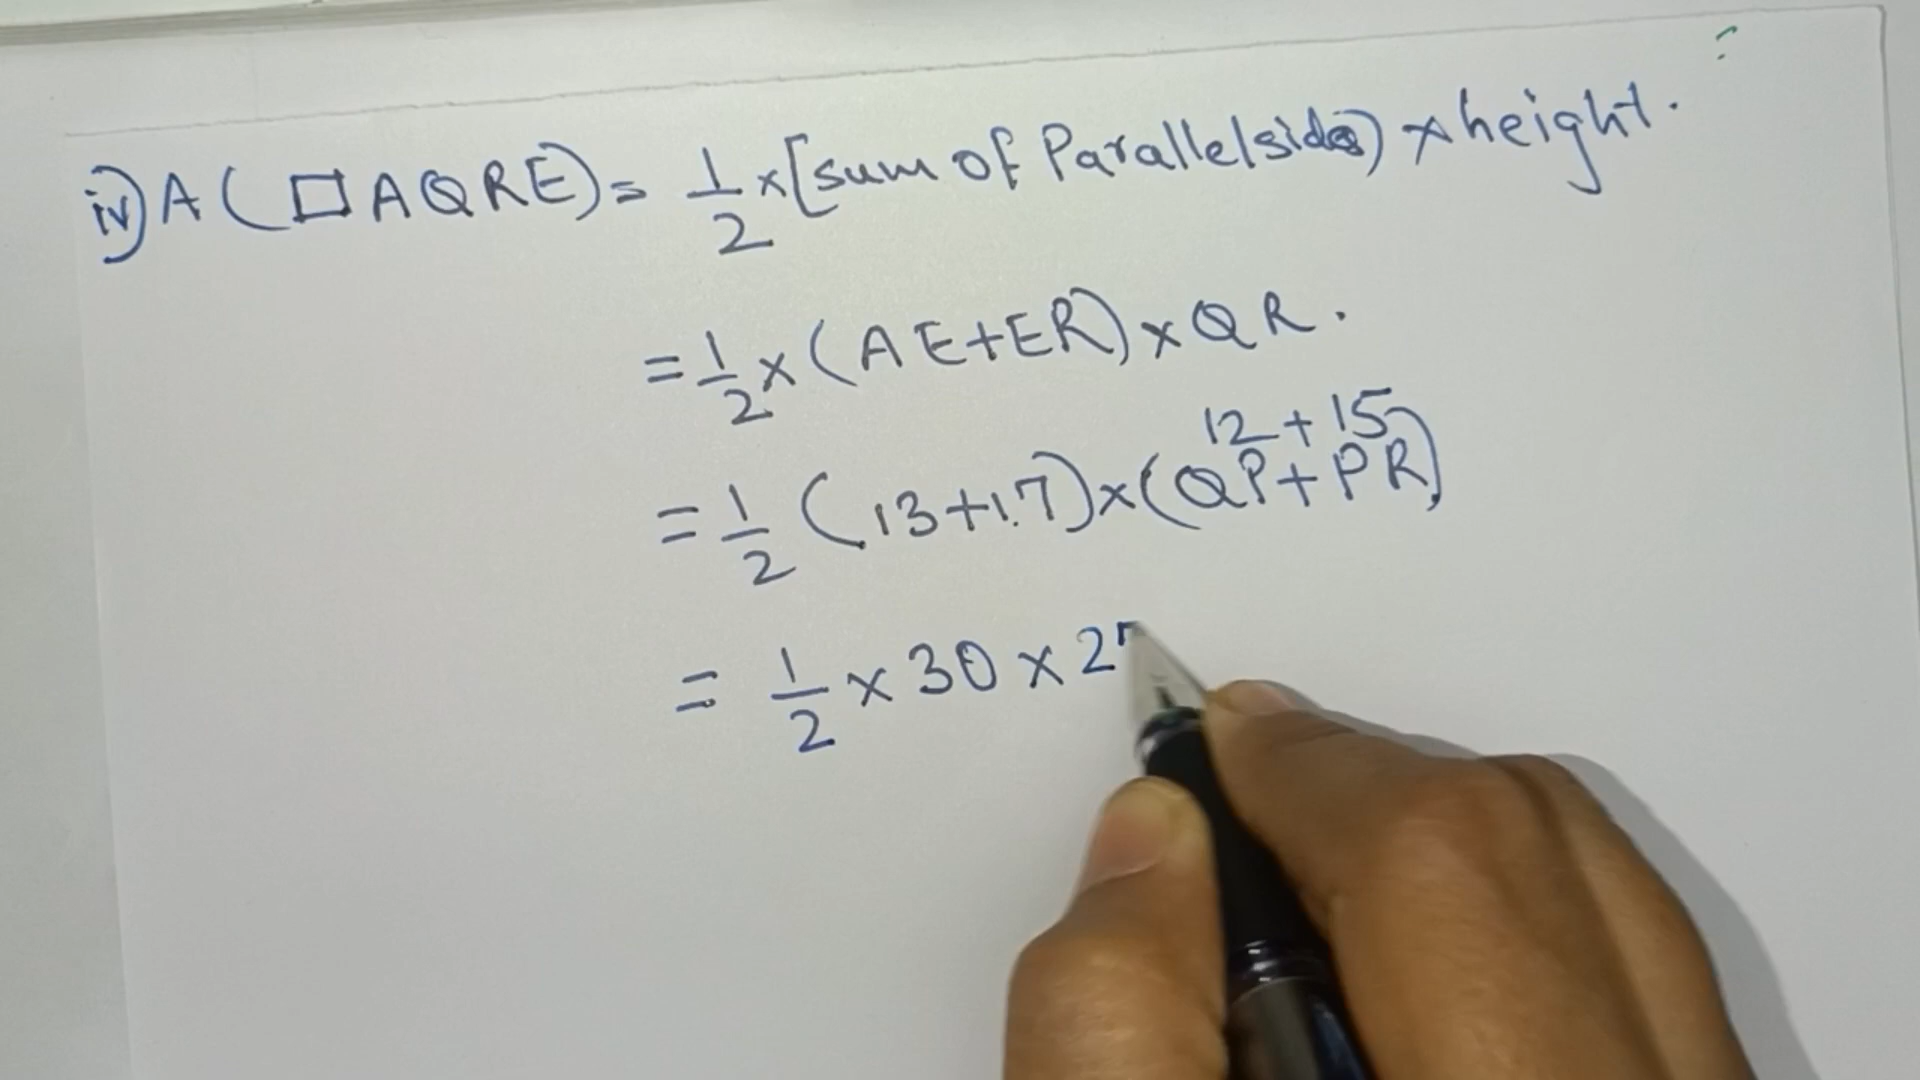 iv) A ( □ AQRE) = 1/2 × [sum of Parallel sides) × height.
= 1/2 × (AE+ER) × QR.
12 + 15
= 1/2 (13+17) × (QP+PR)
= 1/2 × 30 × 27